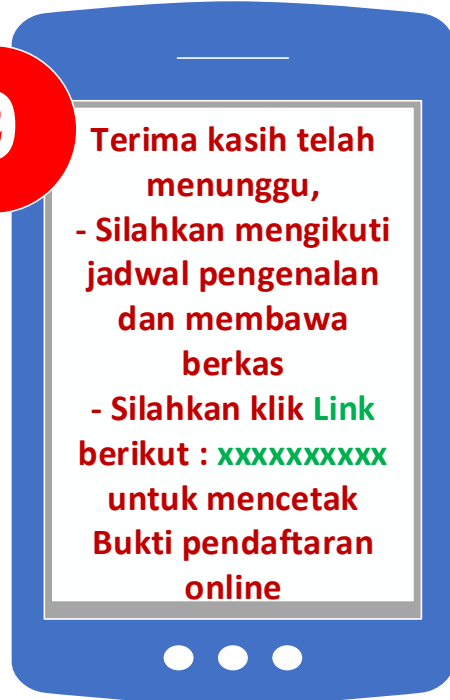 9
Terima kasih telah
menunggu,
- Silahkan mengikuti
jadwal pengenalan
dan membawa
berkas
- Silahkan klik Link
berikut : xxxxxxxxxx
untuk mencetak
Bukti pendaftaran
online